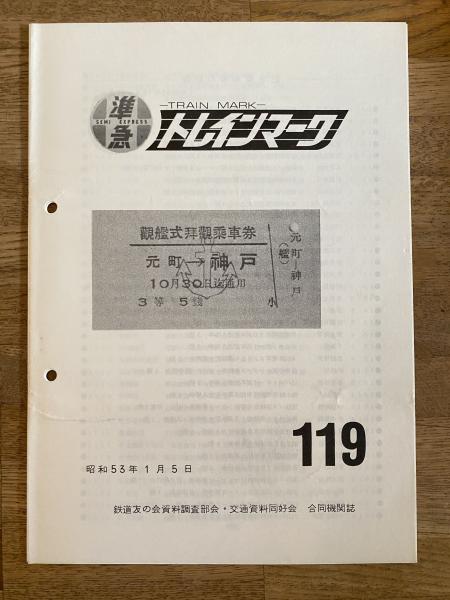 準急
SEMI EXPRESS
—TRAIN MARK—
トレインマーク
觀艦式拜觀乘車券
元町→神戸
10月30日迄通用
3等 5錢
小
元町—神戸
(艦)
119
昭和53年1月5日
鉄道友の会資料調査部会・交通資料同好会 合同機関誌